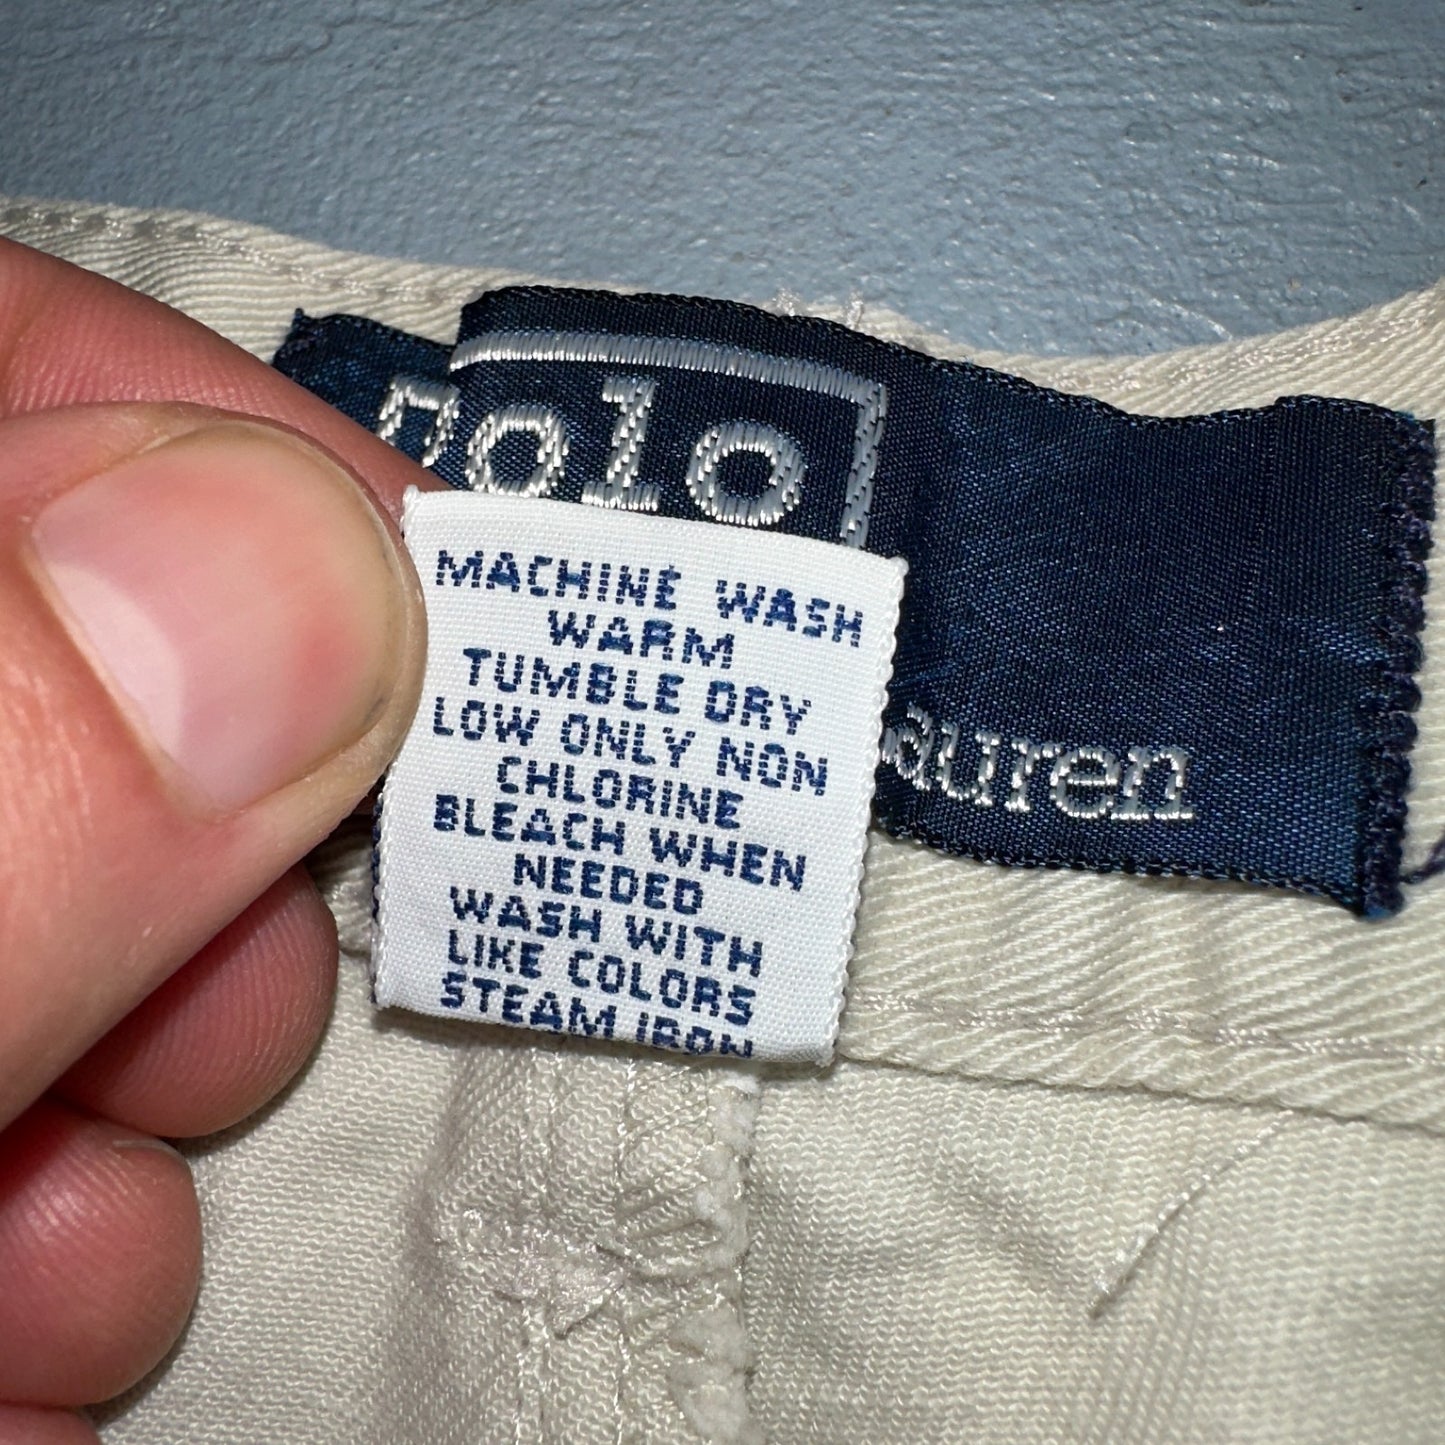 polo
MACHINE WASH
WARM
TUMBLE DRY
LOW ONLY NON
CHLORINE
BLEACH WHEN
NEEDED
WASH WITH
LIKE COLORS
STEAM IRON
auren